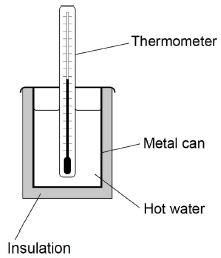 Thermometer
Metal can
Hot water
Insulation